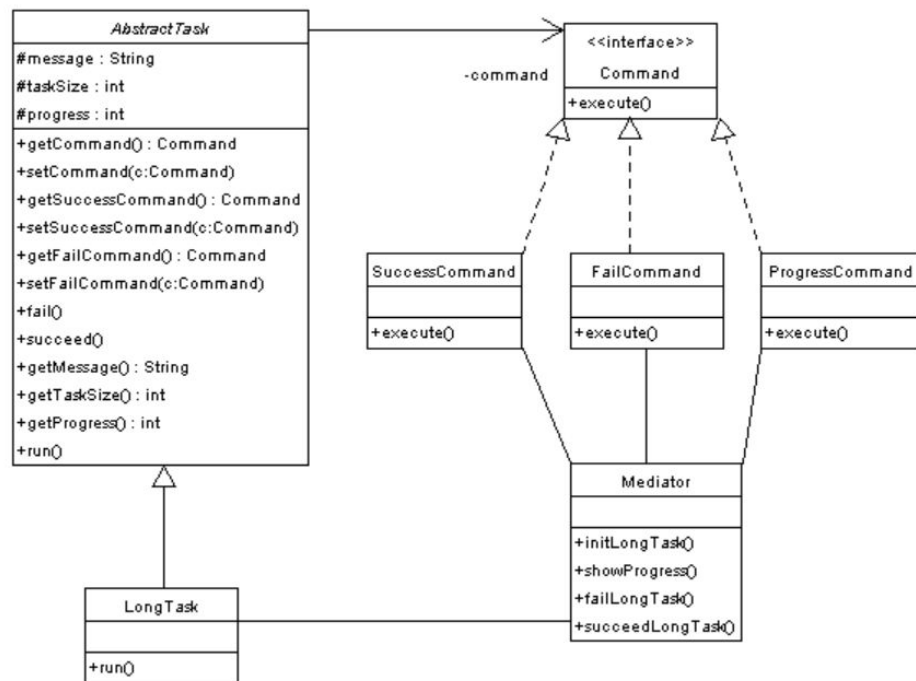 AbstractTask
#message : String
#taskSize : int
#progress : int
+getCommand() : Command
+setCommand(c:Command)
+getSuccessCommand() : Command
+setSuccessCommand(c:Command)
+getFailCommand() : Command
+setFailCommand(c:Command)
+fail()
+succeed()
+getMessage() : String
+getTaskSize() : int
+getProgress() : int
+run()
-command
<<interface>>
Command
+execute()
SuccessCommand
+execute()
FailCommand
+execute()
ProgressCommand
+execute()
Mediator
+initLongTask()
+showProgress()
+failLongTask()
+succeedLongTask()
LongTask
+run()